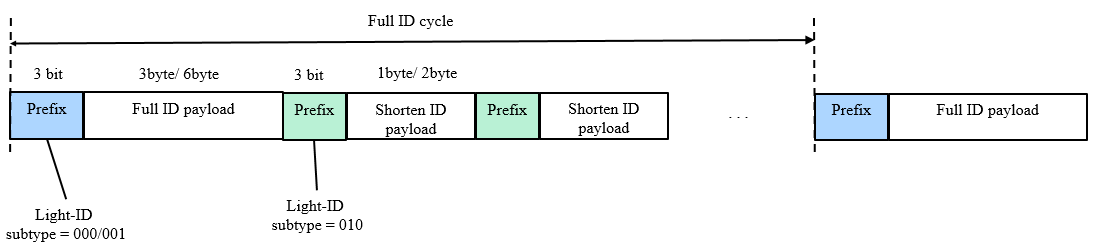 Full ID cycle
3 bit
3byte/ 6byte
3 bit
1byte/ 2byte
Prefix
Full ID payload
Prefix
Shorten ID
payload
Prefix
Shorten ID
payload
. . .
Prefix
Full ID payload
Light-ID
subtype = 000/001
Light-ID
subtype = 010